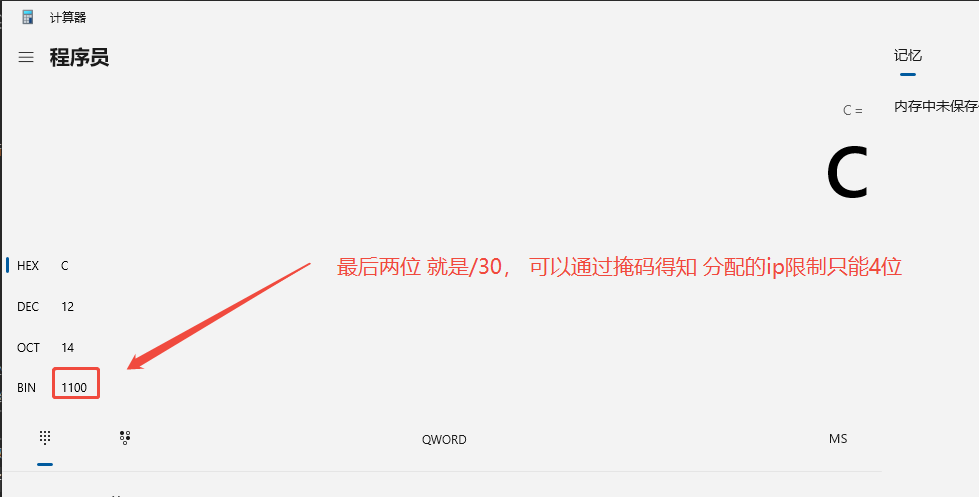 计算器
程序员
记忆
C =
内存中未保存
C
HEX C
最后两位 就是/30， 可以通过掩码得知 分配的ip限制只能4位
DEC 12
OCT 14
BIN 1100
QWORD
MS